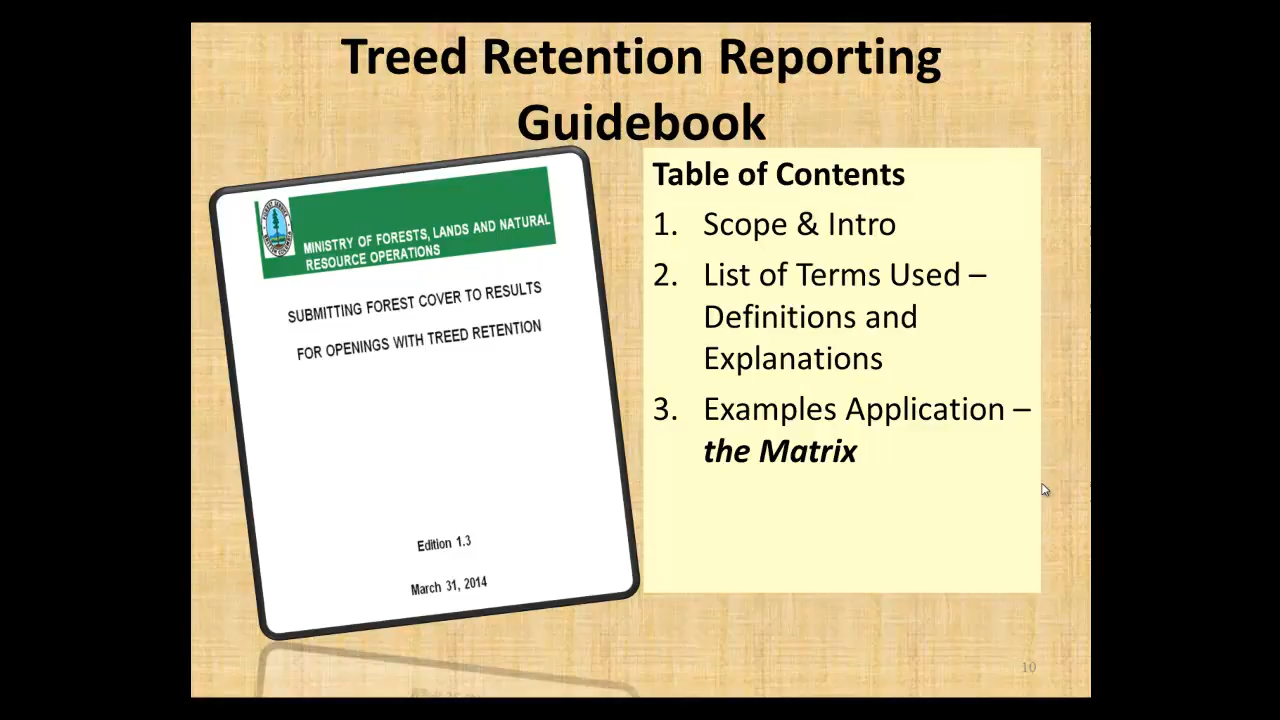 Treed Retention Reporting
Guidebook
MINISTRY OF FORESTS, LANDS AND NATURAL
RESOURCE OPERATIONS
SUBMITTING FOREST COVER TO RESULTS
FOR OPENINGS WITH TREED RETENTION
Edition 1.3
March 31, 2014
Table of Contents
1. Scope & Intro
2. List of Terms Used –
Definitions and
Explanations
3. Examples Application –
the Matrix
10